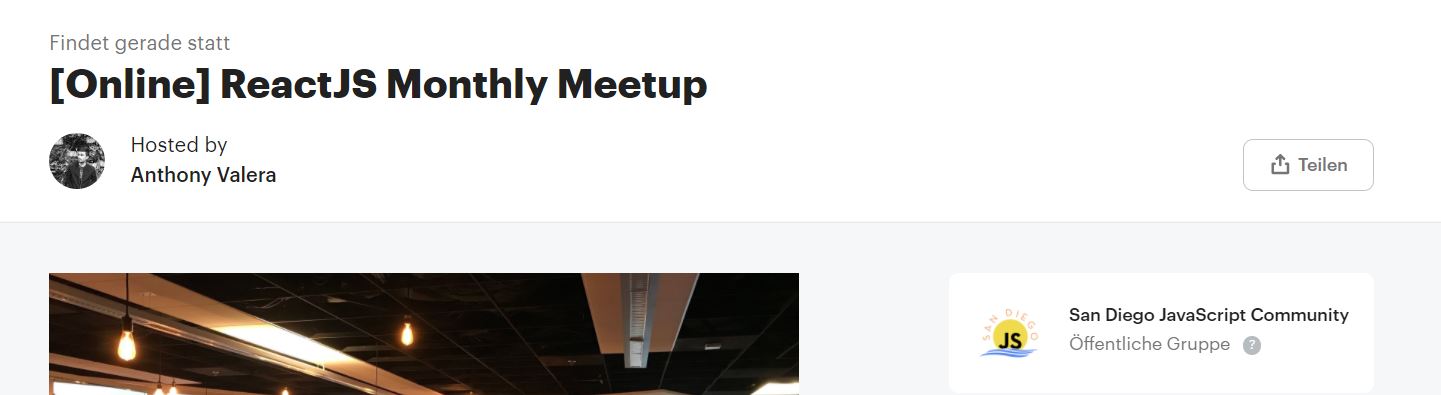 Findet gerade statt
[Online] ReactJS Monthly Meetup
Hosted by
Anthony Valera
Teilen
SAN DIEGO
JS
San Diego JavaScript Community
Öffentliche Gruppe ?